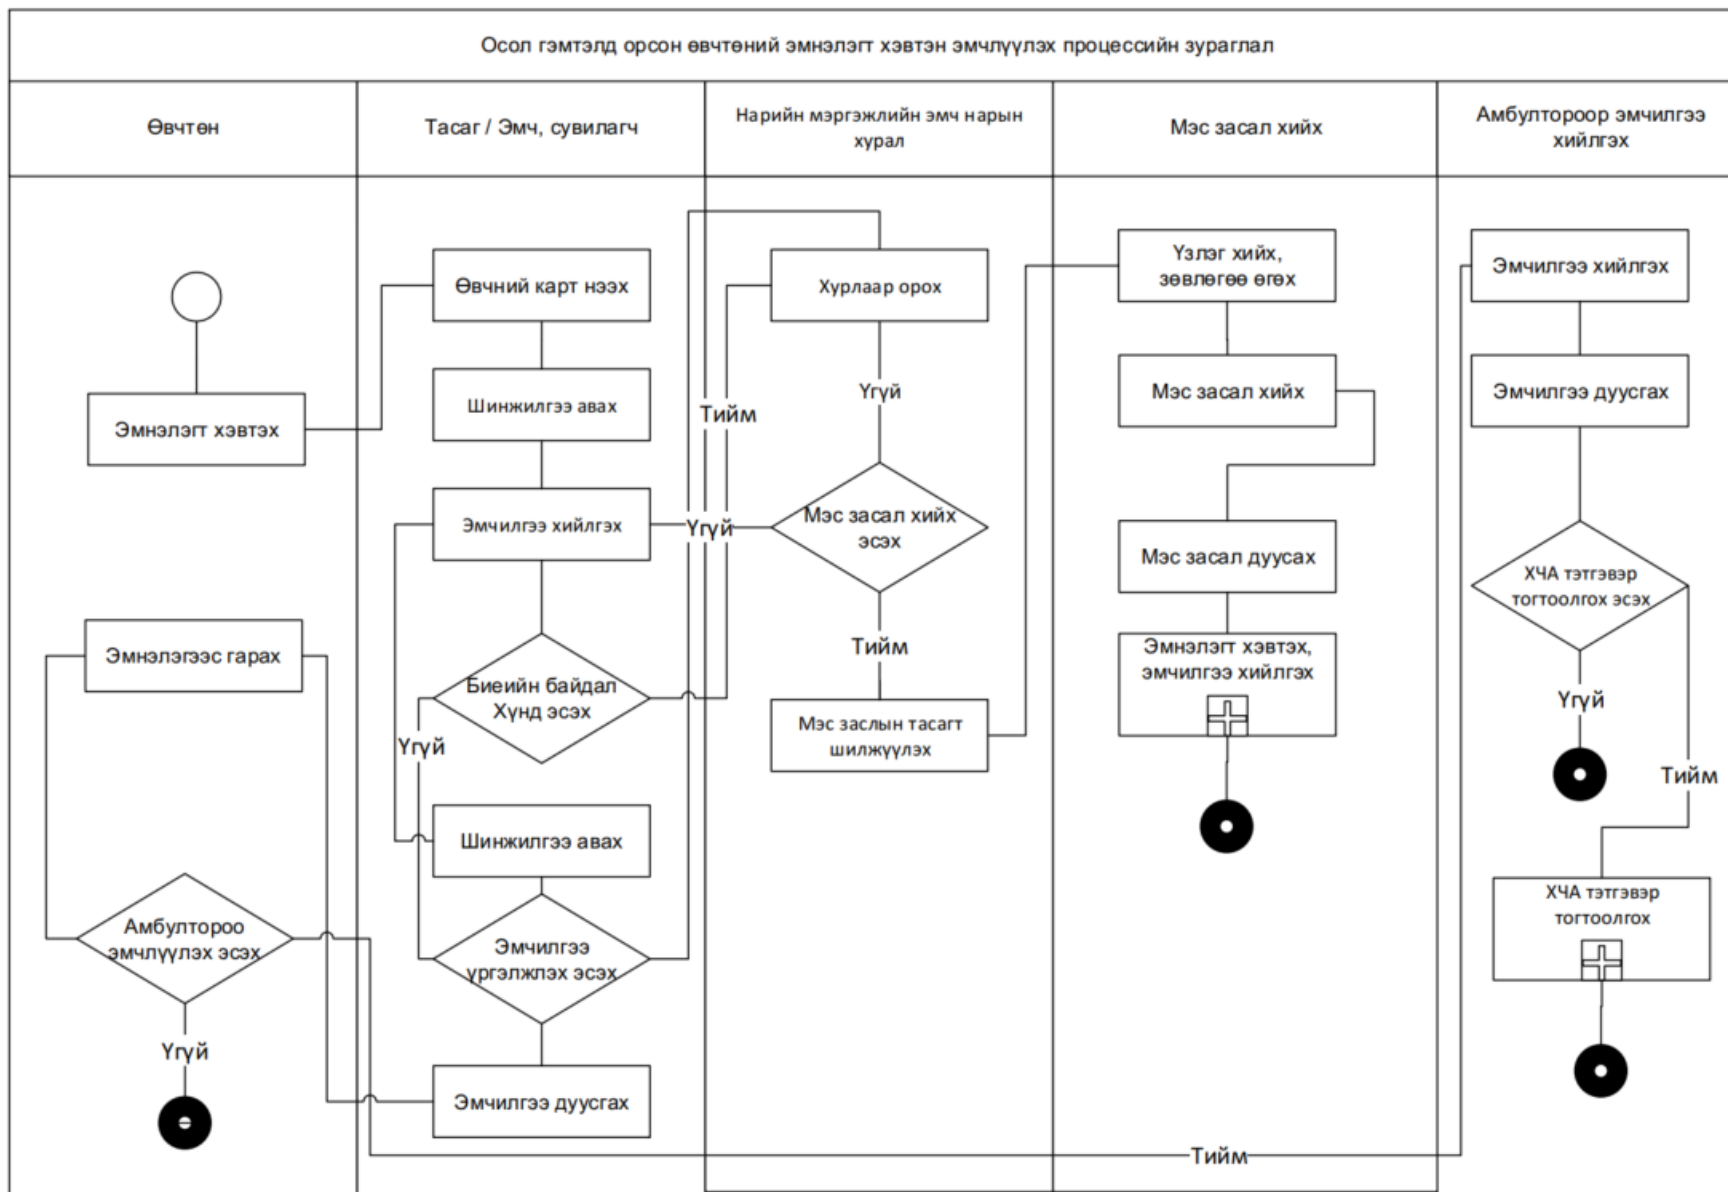 Осол гэмтэлд орсон өвчтөний эмнэлэгт хэвтэн эмчлүүлэх процессийн зураглал
Өвчтөн
Тасаг / Эмч, сувилагч
Нарийн мэргэжлийн эмч нарын
хурал
Мэс засал хийх
Амбултороор эмчилгээ
хийлгэх
Эмнэлэгт хэвтэх
Эмнэлэгээс гарах
Амбултороо
эмчлүүлэх эсэх
Үгүй
Өвчний карт нээх
Шинжилгээ авах
Эмчилгээ хийлгэх
Биеийн байдал
Хүнд эсэх
Үгүй
Шинжилгээ авах
Эмчилгээ
үргэлжлэх эсэх
Эмчилгээ дуусгах
Тийм
Үгүй
Хурлаар орох
Үгүй
Мэс засал хийх
эсэх
Тийм
Мэс заслын тасагт
шилжүүлэх
Үзлэг хийх,
зөвлөгөө өгөх
Мэс засал хийх
Мэс засал дуусах
Эмнэлэгт хэвтэх,
эмчилгээ хийлгэх
Тийм
Эмчилгээ хийлгэх
Эмчилгээ дуусгах
ХЧА тэтгэвэр
тогтоолгох эсэх
Үгүй
Тийм
ХЧА тэтгэвэр
тогтоолгох